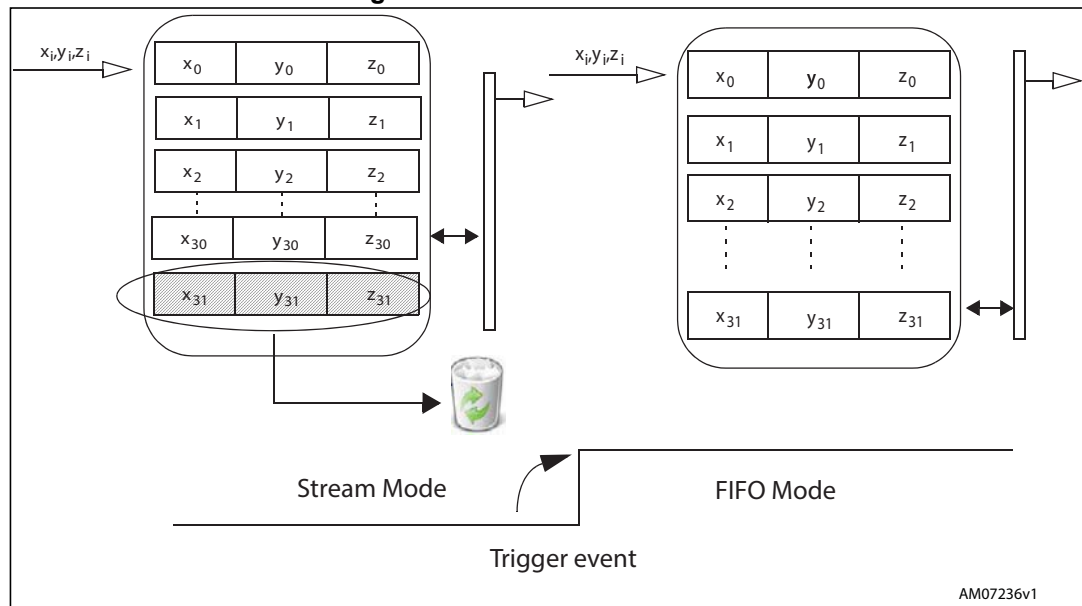 xᵢ,yᵢ,zᵢ
x₀ y₀ z₀
x₁ y₁ z₁
x₂ y₂ z₂
x₃₀ y₃₀ z₃₀
x₃₁ y₃₁ z₃₁
xᵢ,yᵢ,zᵢ
x₀ y₀ z₀
x₁ y₁ z₁
x₂ y₂ z₂
x₃₁ y₃₁ z₃₁
Stream Mode
FIFO Mode
Trigger event
AM07236v1